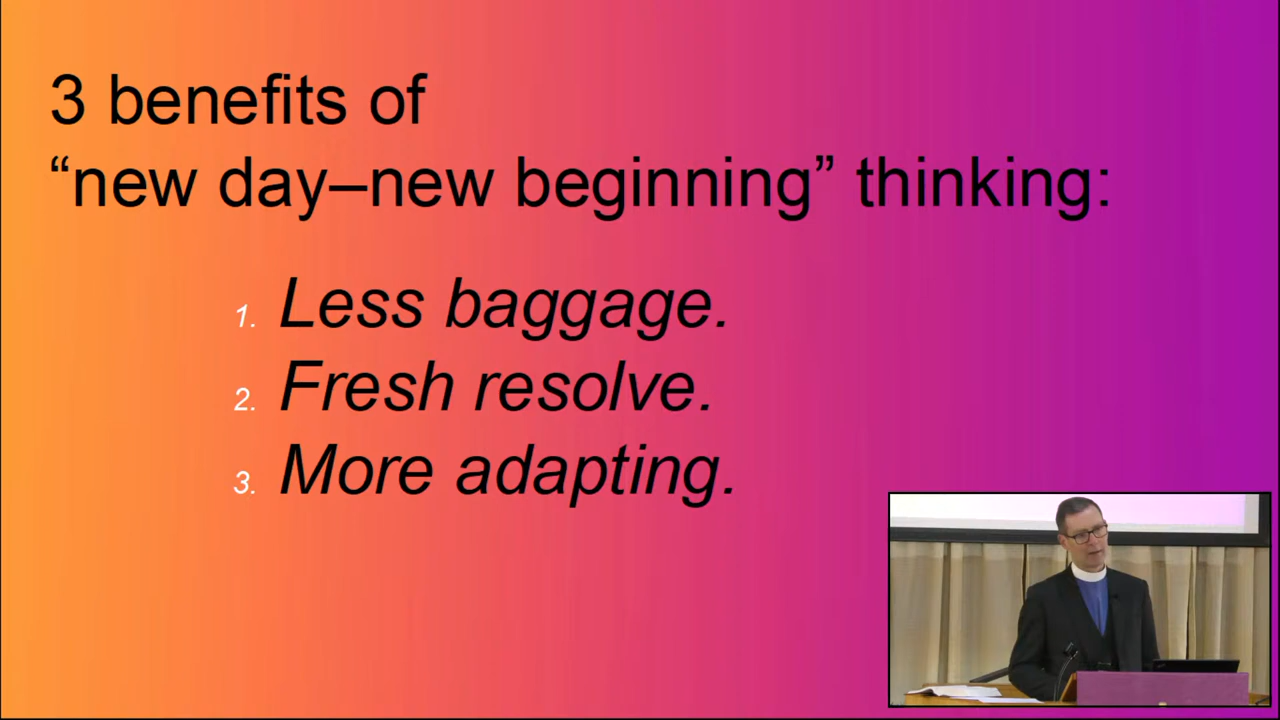 3 benefits of
“new day–new beginning” thinking:
1. Less baggage.
2. Fresh resolve.
3. More adapting.